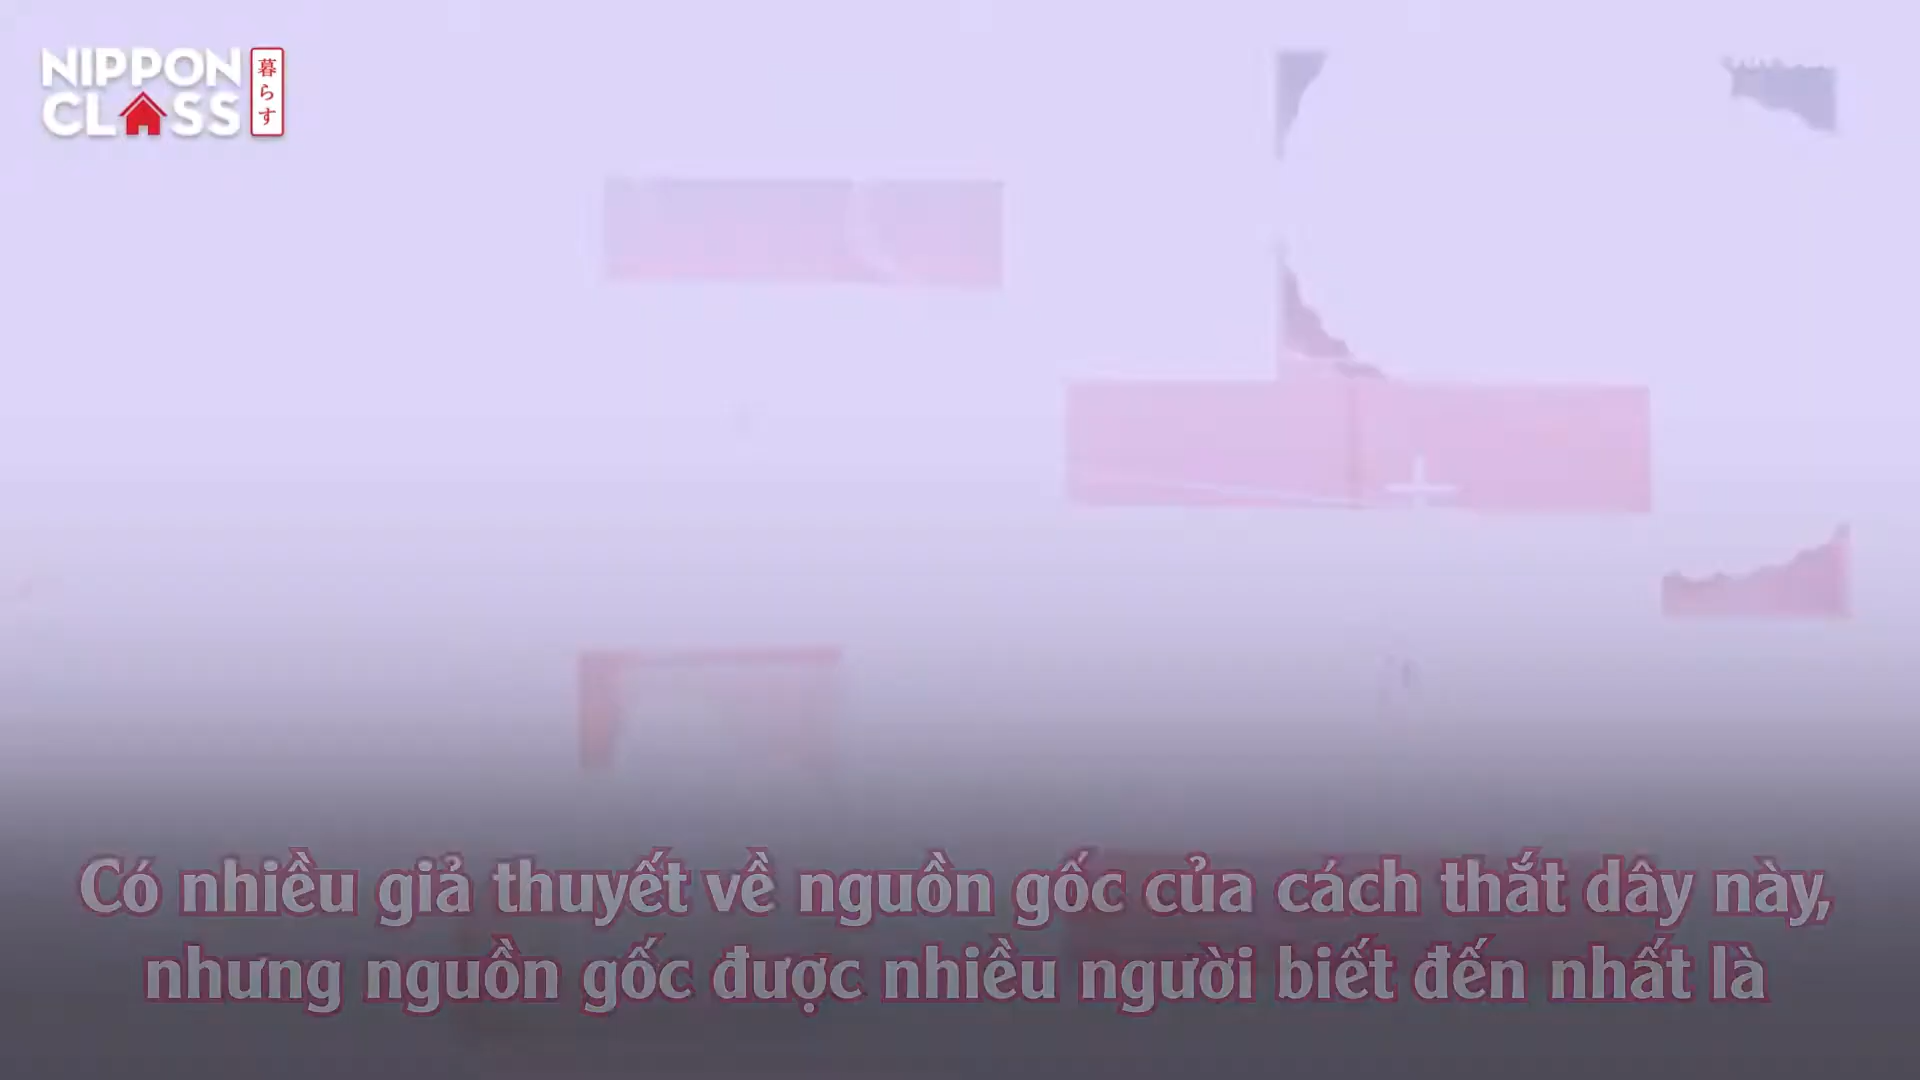 NIPPON
CLASS
暮らす
Có nhiều giả thuyết về nguồn gốc của cách thắt dây này,
nhưng nguồn gốc được nhiều người biết đến nhất là